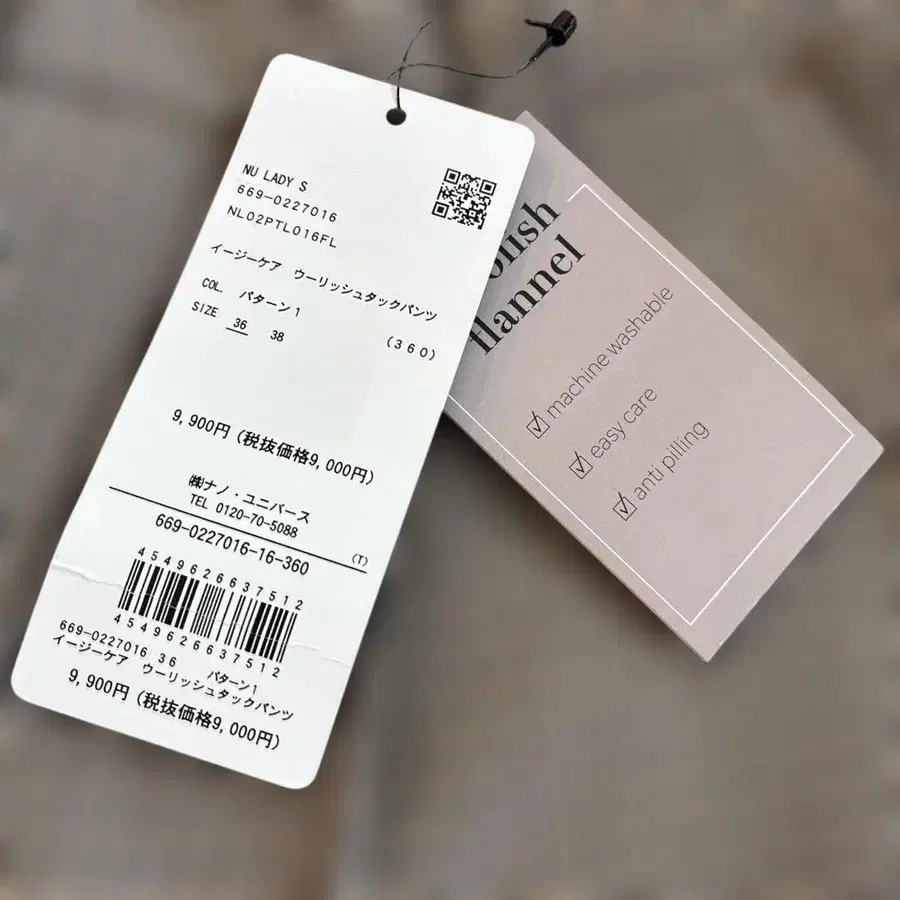 NU LADY S
669-0227016
NL02PTL016FL
イージーケア ウーリッシュタックパンツ
COL. パターン1
SIZE 36 38 (360)
9,900円 (税抜価格9,000円)
㈱ナノ・ユニバース
TEL 0120-70-5088
669-0227016-16-360 (T)
4549626637512
4549626637512
669-0227016 36 パターン1
イージーケア ウーリッシュタックパンツ
9,900円 (税抜価格9,000円)
flannel
machine washable
easy care
anti pilling